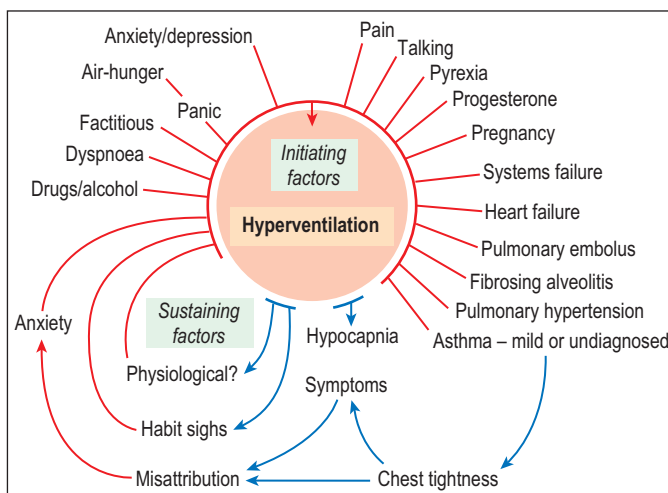 Anxiety/depression
Pain
Talking
Air-hunger
Pyrexia
Panic
Progesterone
Factitious
Pregnancy
Dyspnoea
Initiating
factors
Systems failure
Drugs/alcohol
Hyperventilation
Heart failure
Pulmonary embolus
Fibrosing alveolitis
Sustaining
factors
Pulmonary hypertension
Anxiety
Hypocapnia
Asthma – mild or undiagnosed
Physiological?
Symptoms
Habit sighs
Misattribution
Chest tightness